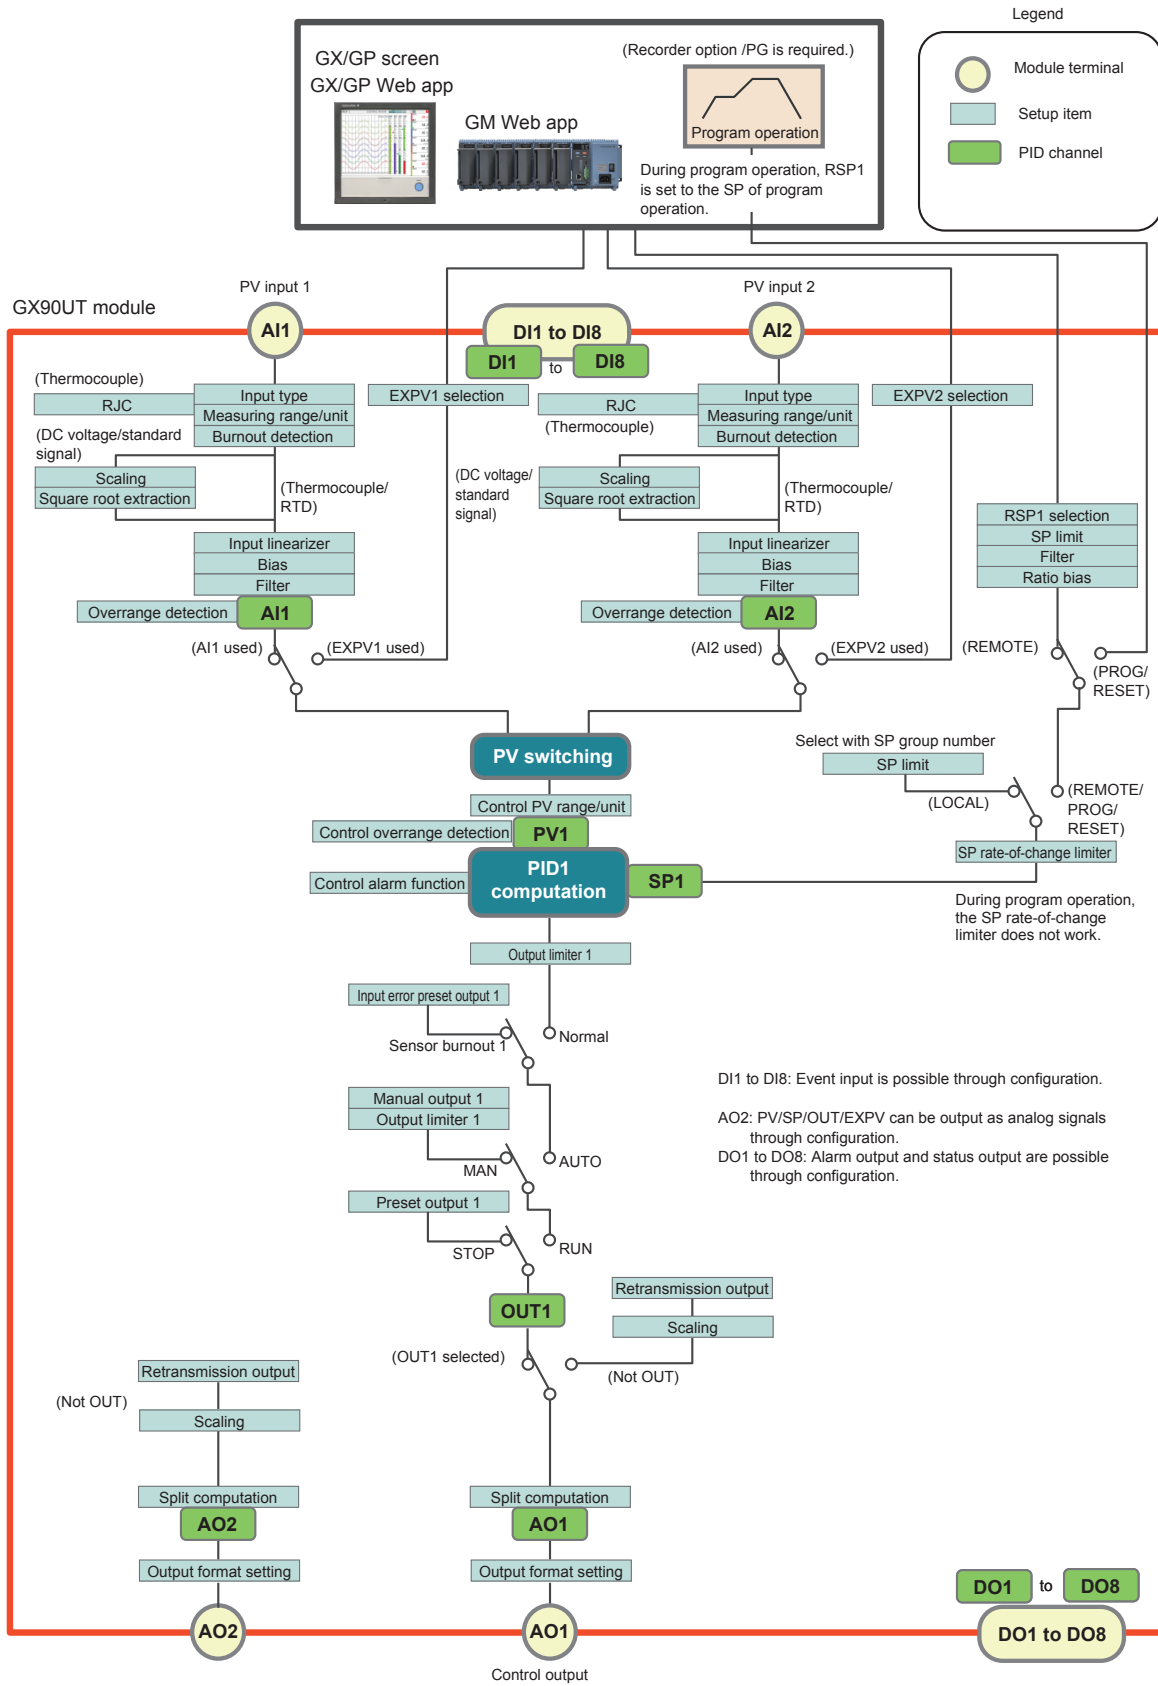 Legend
Module terminal
Setup item
PID channel
GX/GP screen
GX/GP Web app
GM Web app
(Recorder option /PG is required.)
Program operation
During program operation, RSP1
is set to the SP of program
operation.
GX90UT module
PV input 1
PV input 2
AI1
DI1 to DI8
AI2
DI1
to
DI8
(Thermocouple)
RJC
Input type
Measuring range/unit
Burnout detection
(DC voltage/standard
signal)
Scaling
Square root extraction
(Thermocouple/
RTD)
Input linearizer
Bias
Filter
Overrange detection
AI1
(AI1 used)
(EXPV1 used)
EXPV1 selection
RJC
(Thermocouple)
Input type
Measuring range/unit
Burnout detection
(DC voltage/
standard
signal)
Scaling
Square root extraction
(Thermocouple/
RTD)
Input linearizer
Bias
Filter
Overrange detection
AI2
(AI2 used)
(EXPV2 used)
EXPV2 selection
RSP1 selection
SP limit
Filter
Ratio bias
(REMOTE)
(PROG/
RESET)
PV switching
Select with SP group number
SP limit
(LOCAL)
(REMOTE/
PROG/
RESET)
SP rate-of-change limiter
During program operation,
the SP rate-of-change
limiter does not work.
Control PV range/unit
Control overrange detection
PV1
Control alarm function
PID1
computation
SP1
Output limiter 1
Input error preset output 1
Sensor burnout 1
Normal
Manual output 1
Output limiter 1
MAN
AUTO
Preset output 1
STOP
RUN
DI1 to DI8: Event input is possible through configuration.
AO2: PV/SP/OUT/EXPV can be output as analog signals
through configuration.
DO1 to DO8: Alarm output and status output are possible
through configuration.
OUT1
Retransmission output
Scaling
(OUT1 selected)
(Not OUT)
Retransmission output
(Not OUT)
Scaling
Split computation
AO2
Output format setting
AO2
Split computation
AO1
Output format setting
AO1
Control output
DO1
to
DO8
DO1 to DO8